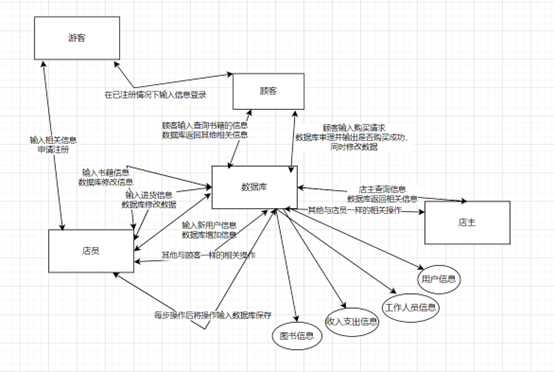 游客
在已注册情况下输入信息登录
顾客
顾客输入查询书籍的信息
数据库返回其他相关信息
顾客输入购买请求
数据库审理并输出是否购买成功,
同时修改数据
输入相关信息
申请注册
输入书籍信息
数据库修改信息
数据库
输入进货信息
数据库修改数据
店主查询信息
数据库返回相关信息
其他与店员一样的相关操作
店主
输入新用户信息
数据库增加信息
店员
其他与顾客一样的相关操作
用户信息
工作人员信息
每步操作后将操作输入数据库保存
收入支出信息
图书信息